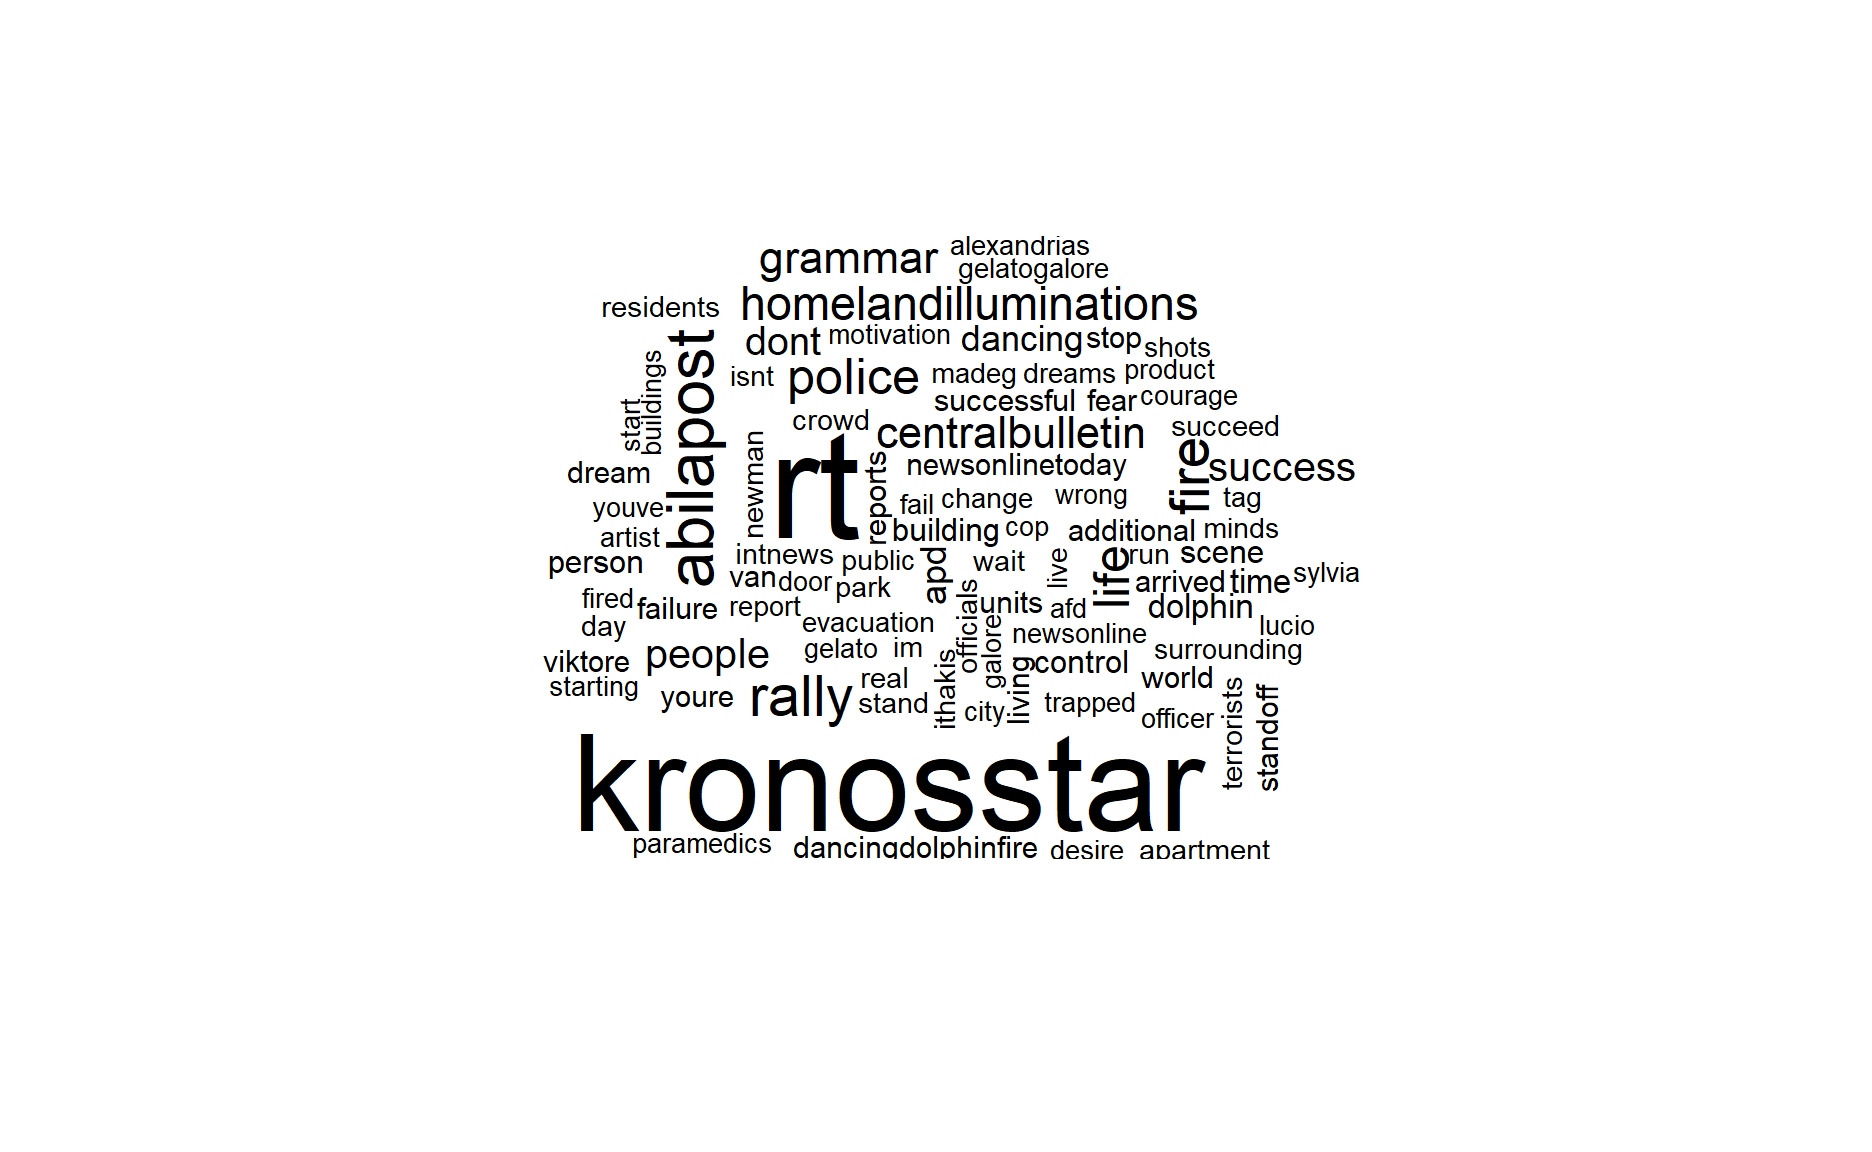 grammar alexandrias
gelatogalore
residents homelandilluminations
dont motivation dancing stop shots
abilapost
buildings
start
isnt police madeg dreams product
successful fear courage
crowd centralbulletin succeed
rt
newman
reports
fire
dream newsonlinetoday success
youve fail change wrong tag
artist building cop additional minds
person intnews public wait run scene
apd
live
life
van door park arrived time sylvia
fired failure report units afd dolphin
day evacuation newsonline lucio
officials
galore
viktore people gelato im control surrounding
ithakis
living
starting youre rally real world
stand city trapped officer
terrorists
standoff
kronosstar
paramedics dancingdolphinfire desire apartment